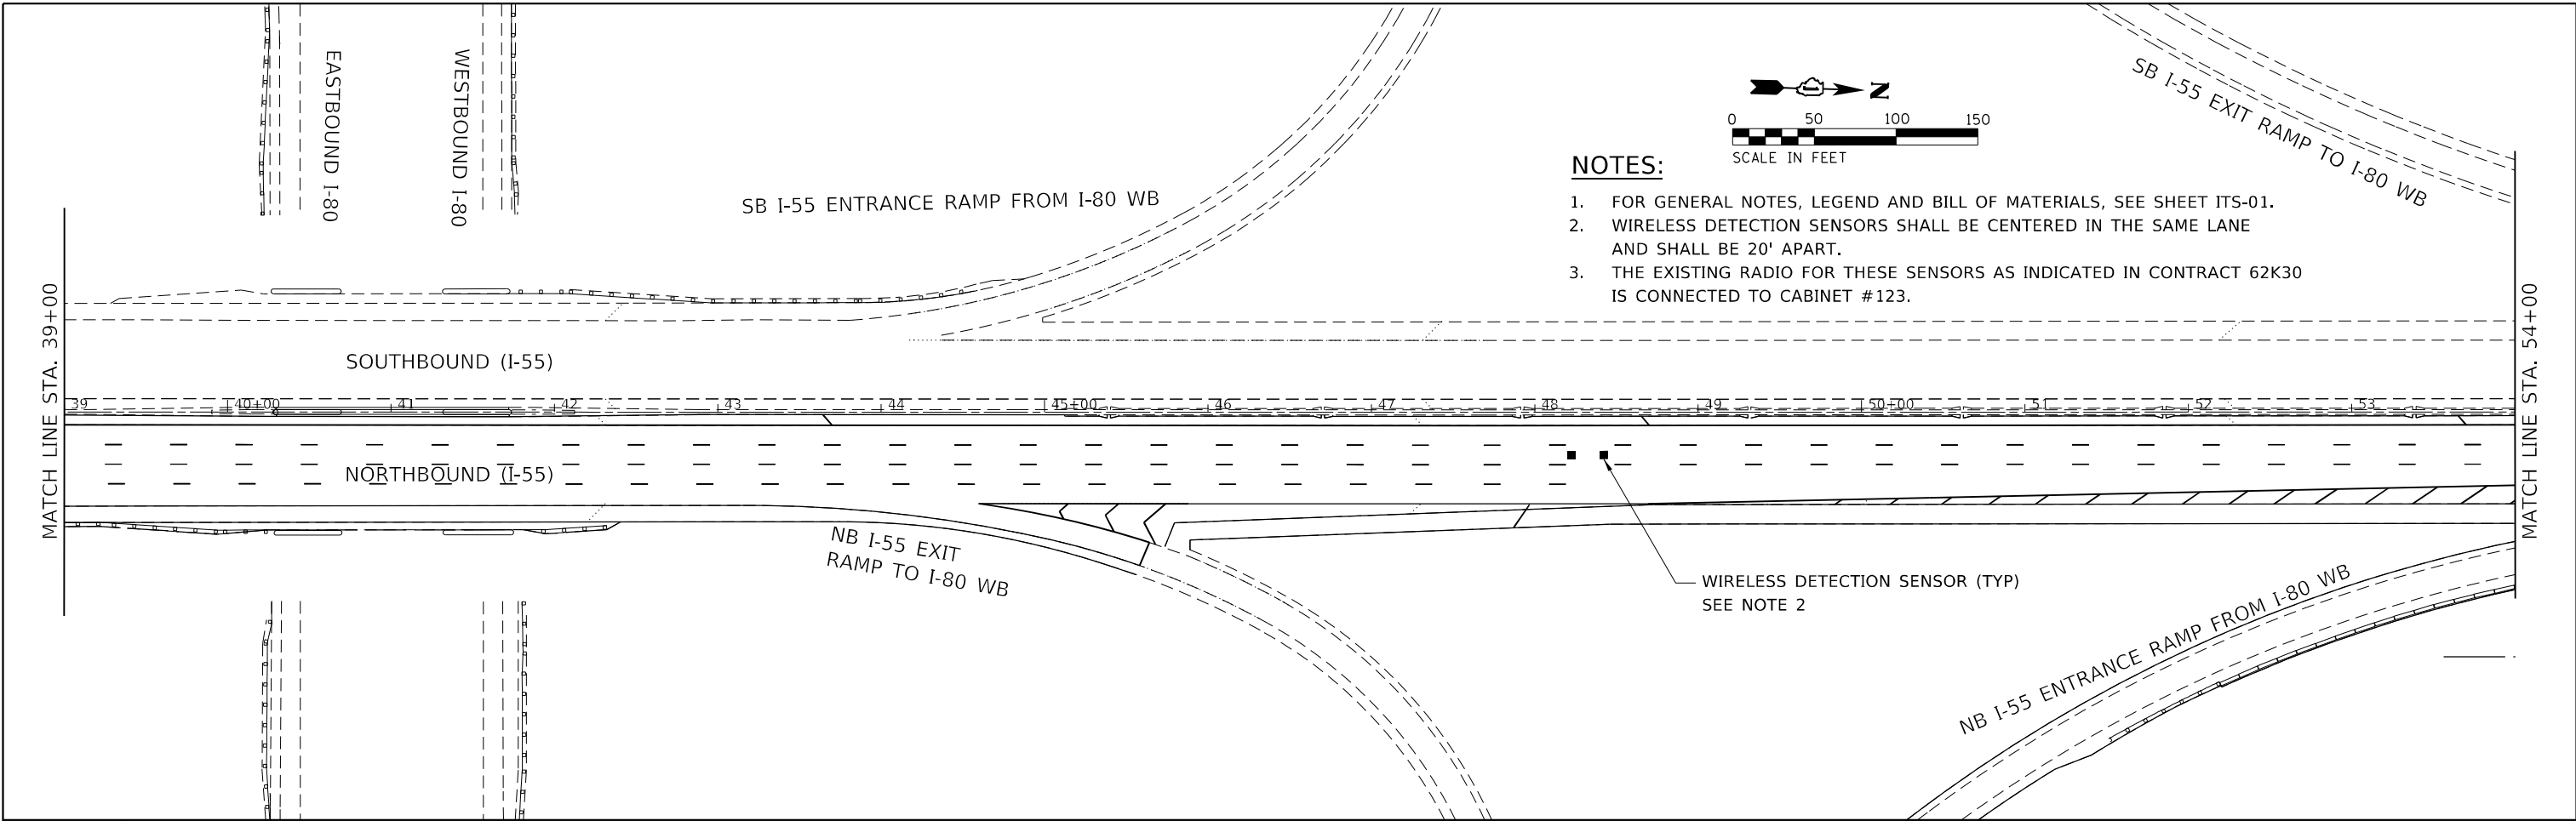 EASTBOUND I-80
WESTBOUND I-80
SB I-55 ENTRANCE RAMP FROM I-80 WB
SB I-55 EXIT RAMP TO I-80 WB
N
0 50 100 150
SCALE IN FEET
NOTES:
1. FOR GENERAL NOTES, LEGEND AND BILL OF MATERIALS, SEE SHEET ITS-01.
2. WIRELESS DETECTION SENSORS SHALL BE CENTERED IN THE SAME LANE
AND SHALL BE 20' APART.
3. THE EXISTING RADIO FOR THESE SENSORS AS INDICATED IN CONTRACT 62K30
IS CONNECTED TO CABINET #123.
MATCH LINE STA. 39+00
SOUTHBOUND (I-55)
39 40+00 41 42 43 44 45+00 46 47 48 49 50+00 51 52 53
NORTHBOUND (I-55)
MATCH LINE STA. 54+00
NB I-55 EXIT
RAMP TO I-80 WB
WIRELESS DETECTION SENSOR (TYP)
SEE NOTE 2
NB I-55 ENTRANCE RAMP FROM I-80 WB